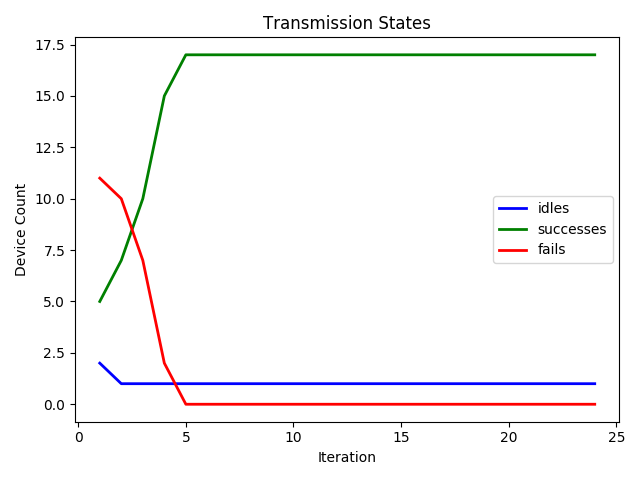 Transmission States
Device Count
17.5
15.0
12.5
10.0
7.5
5.0
2.5
0.0
idles
successes
fails
0 5 10 15 20 25
Iteration